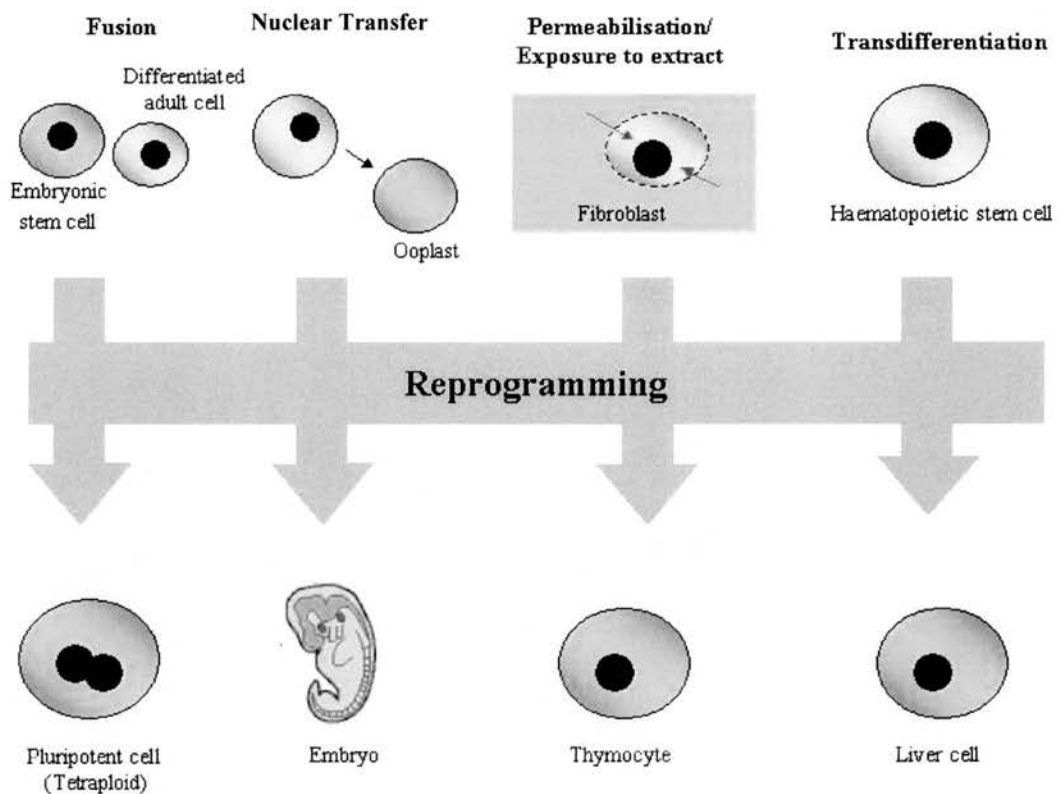 Fusion
Differentiated
adult cell
Embryonic
stem cell
Nuclear Transfer
Ooplast
Permeabilisation/
Exposure to extract
Fibroblast
Transdifferentiation
Haematopoietic stem cell
Reprogramming
Pluripotent cell
(Tetraploid)
Embryo
Thymocyte
Liver cell